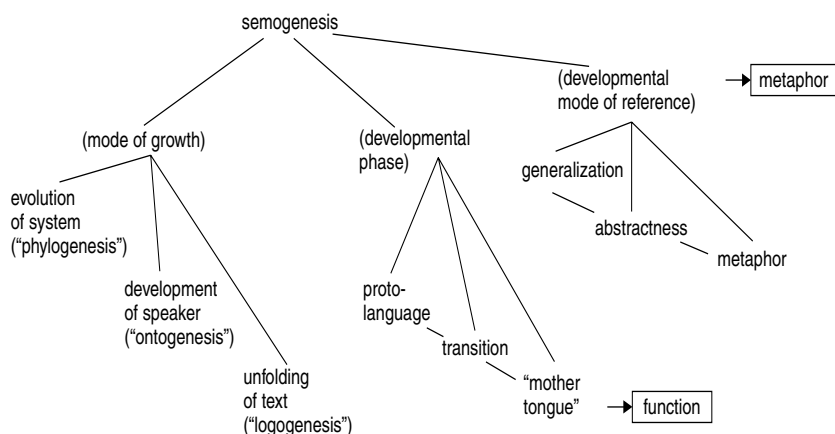 semogenesis
(developmental
mode of reference)
metaphor
(mode of growth)
(developmental
phase)
generalization
evolution
of system
(“phylogenesis”)
abstractness
metaphor
development
of speaker
(“ontogenesis”)
proto-
language
transition
unfolding
of text
(“logogenesis”)
“mother
tongue”
function